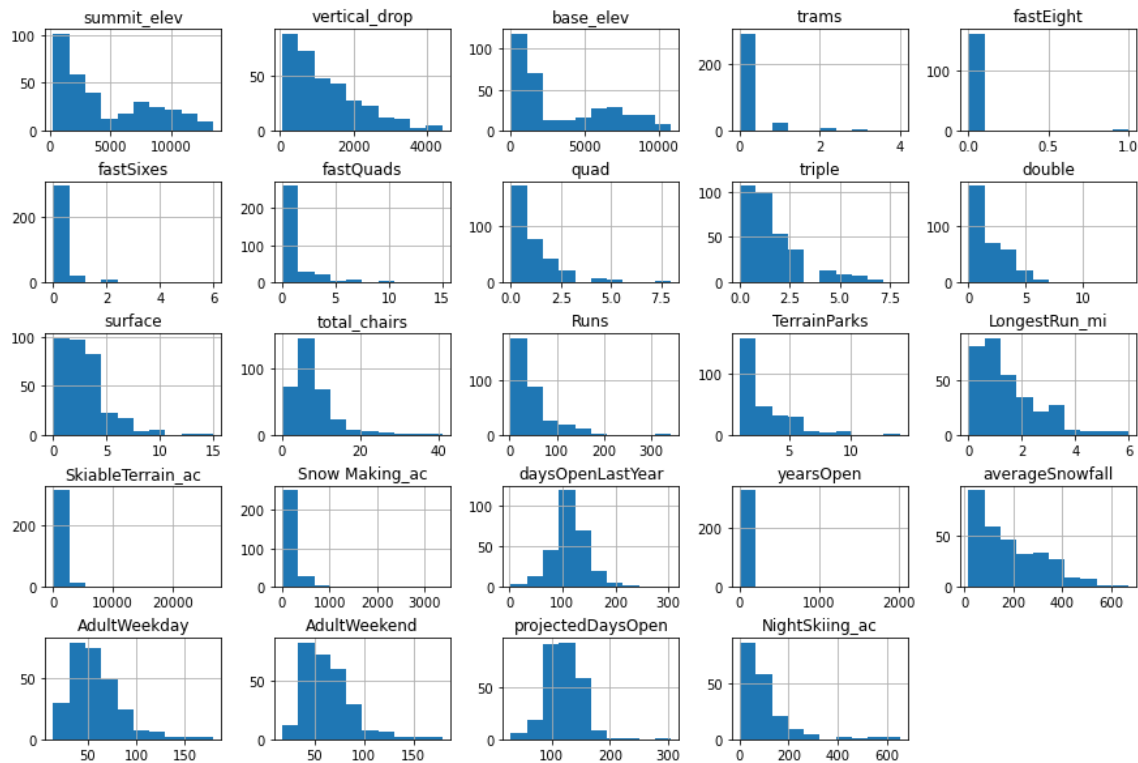 summit_elev vertical_drop base_elev trams fastEight
100 50 0 0 5000 10000
50 0 0 2000 4000
100 50 0 0 5000 10000
200 0 0 2 4
100 0 0.0 0.5 1.0
fastSixes fastQuads quad triple double
200 0 0 2 4 6
200 100 0 0 5 10 15
100 0 0.0 2.5 5.0 7.5
100 50 0 0.0 2.5 5.0 7.5
100 0 0 5 10
surface total_chairs Runs TerrainParks LongestRun_mi
100 50 0 0 5 10 15
100 0 0 20 40
100 0 0 100 200 300
100 0 5 10
50 0 0 2 4 6
SkiableTerrain_ac Snow Making_ac daysOpenLastYear yearsOpen averageSnowfall
200 0 0 10000 20000
200 100 0 0 1000 2000 3000
100 50 0 0 100 200 300
200 0 0 1000 2000
50 0 0 200 400 600
AdultWeekday AdultWeekend projectedDaysOpen NightSkiing_ac
50 0 50 100 150
50 0 50 100 150
50 0 100 200 300
50 0 0 200 400 600